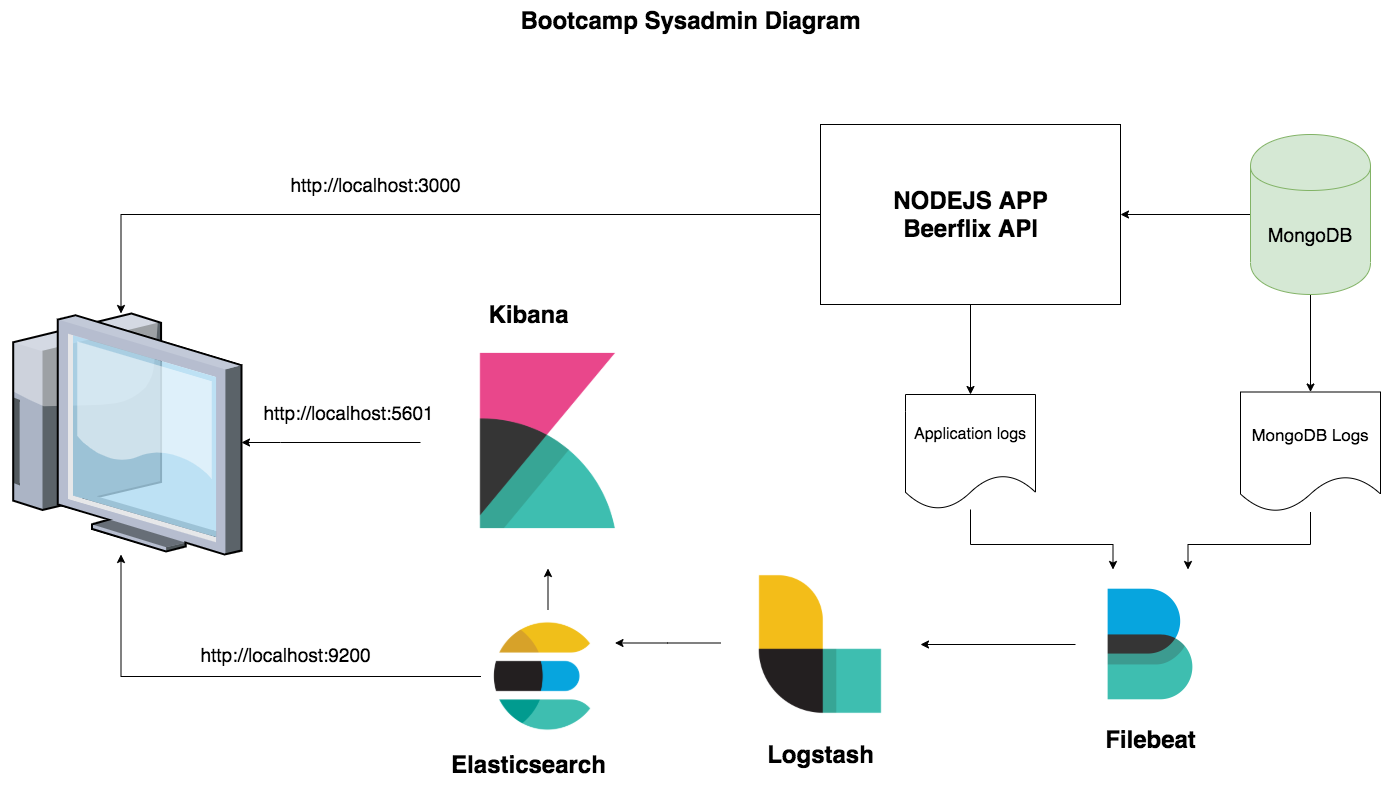 Bootcamp Sysadmin Diagram
http://localhost:3000
NODEJS APP
Beerflix API
MongoDB
Kibana
http://localhost:5601
Application logs
MongoDB Logs
http://localhost:9200
Elasticsearch
Logstash
Filebeat